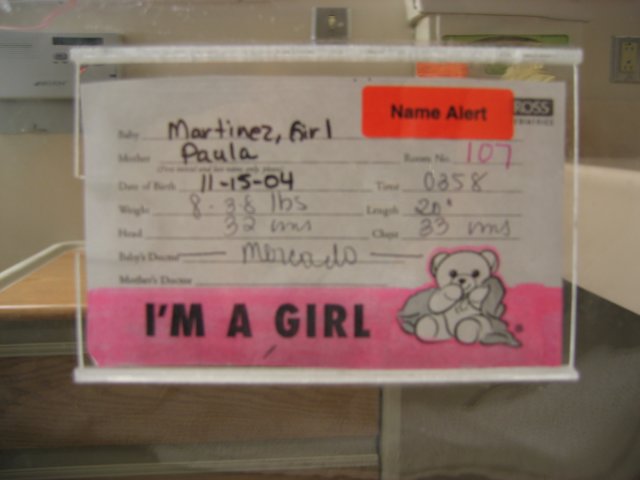 Name Alert
ROSS
Baby Martinez, Girl
Mother Paula
Room No. 107
Date of Birth 11-15-04 Time 0358
Weight 8.38 lbs Length 20"
Head 32 cms Chest 33 cms
Baby's Doctor Mercado
Mother's Doctor
I'M A GIRL